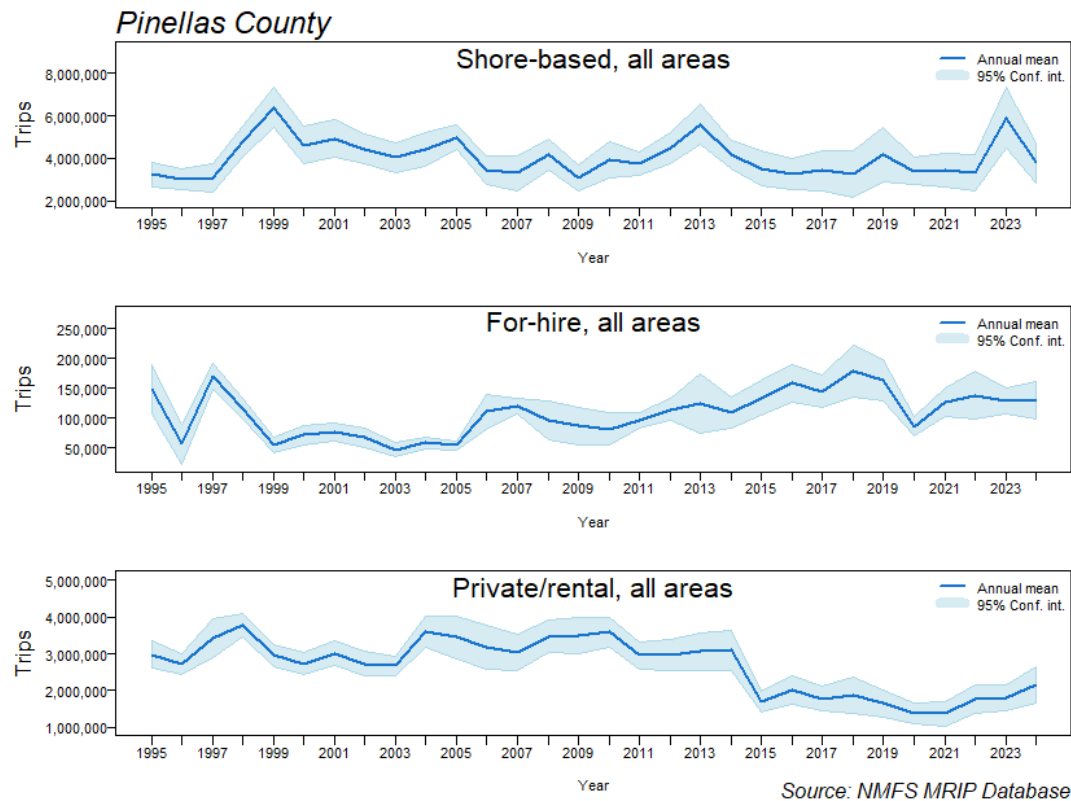 Pinellas County
Shore-based, all areas
Annual mean
95% Conf. int.
Trips
8,000,000
6,000,000
4,000,000
2,000,000
1995 1997 1999 2001 2003 2005 2007 2009 2011 2013 2015 2017 2019 2021 2023
Year
For-hire, all areas
Annual mean
95% Conf. int.
Trips
250,000
200,000
150,000
100,000
50,000
1995 1997 1999 2001 2003 2005 2007 2009 2011 2013 2015 2017 2019 2021 2023
Year
Private/rental, all areas
Annual mean
95% Conf. int.
Trips
5,000,000
4,000,000
3,000,000
2,000,000
1,000,000
1995 1997 1999 2001 2003 2005 2007 2009 2011 2013 2015 2017 2019 2021 2023
Year
Source: NMFS MRIP Database